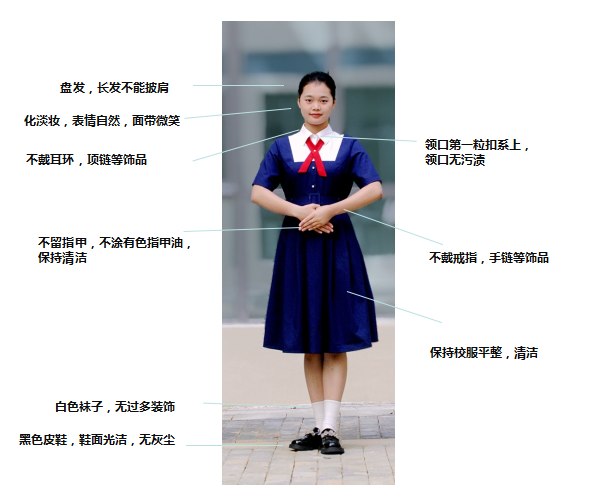 盘发，长发不能披肩
化淡妆，表情自然，面带微笑
不戴耳环，项链等饰品
领口第一粒扣系上，
领口无污渍
不留指甲，不涂有色指甲油，
保持清洁
不戴戒指，手链等饰品
保持校服平整，清洁
白色袜子，无过多装饰
黑色皮鞋，鞋面光洁，无灰尘